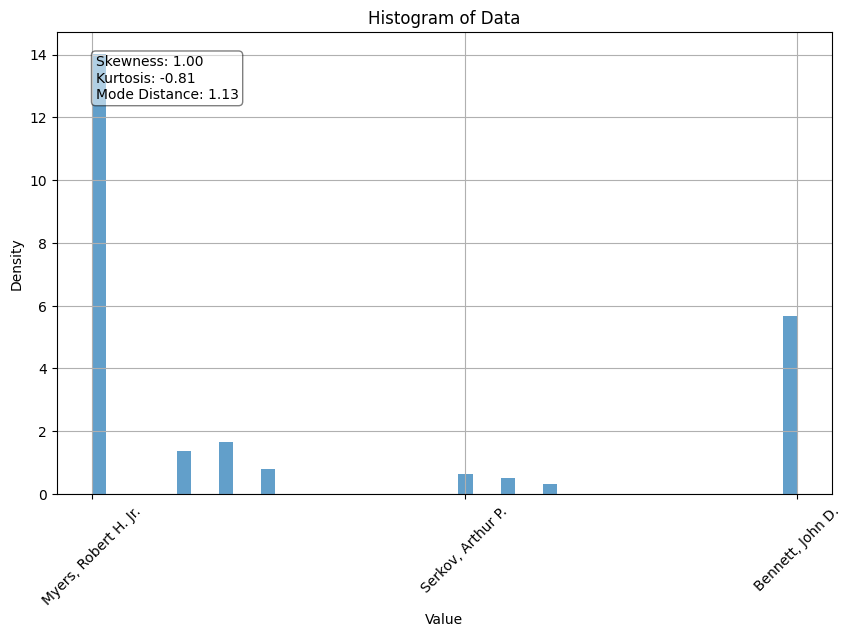 Histogram of Data
Skewness: 1.00
Kurtosis: -0.81
Mode Distance: 1.13
14
12
10
8
6
4
2
0
Density
Myers, Robert H. Jr.
Serkov, Arthur P.
Bennett, John D.
Value